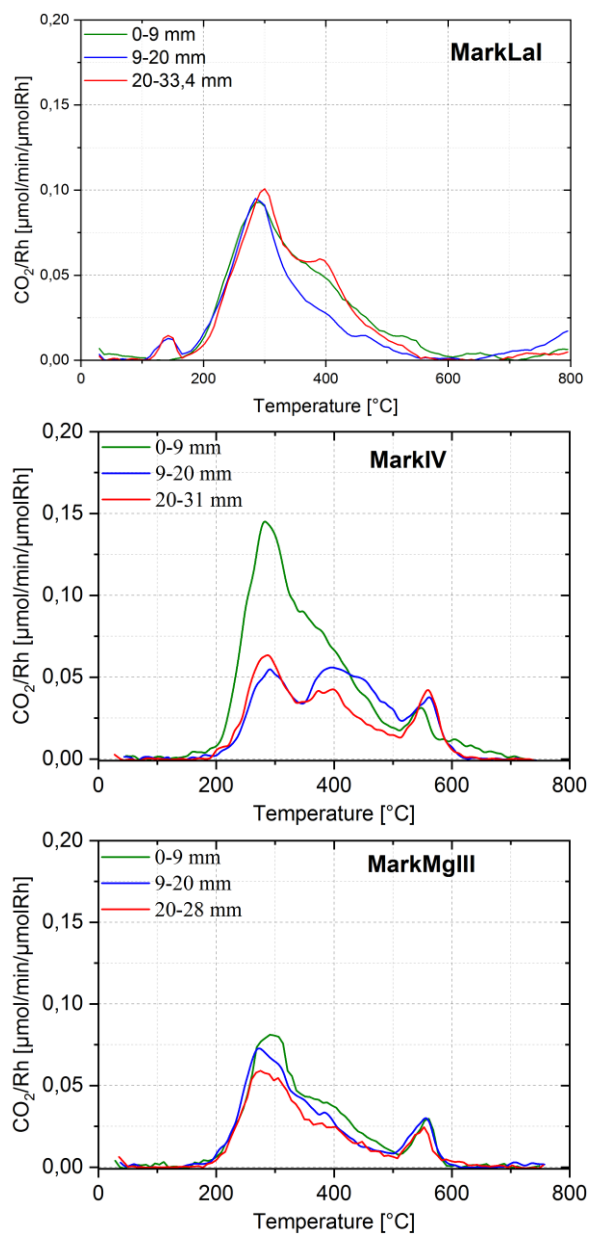 0,20
0-9 mm
9-20 mm
20-33,4 mm
MarkLaI
0,15
0,10
0,05
0,00
CO₂/Rh [µmol/min/µmolRh]
0 200 400 600 800
Temperature [°C]
0,20
0-9 mm
9-20 mm
20-31 mm
MarkIV
0,15
0,10
0,05
0,00
CO₂/Rh [µmol/min/µmolRh]
0 200 400 600 800
Temperature [°C]
0,20
0-9 mm
9-20 mm
20-28 mm
MarkMgIII
0,15
0,10
0,05
0,00
CO₂/Rh [µmol/min/µmolRh]
0 200 400 600 800
Temperature [°C]